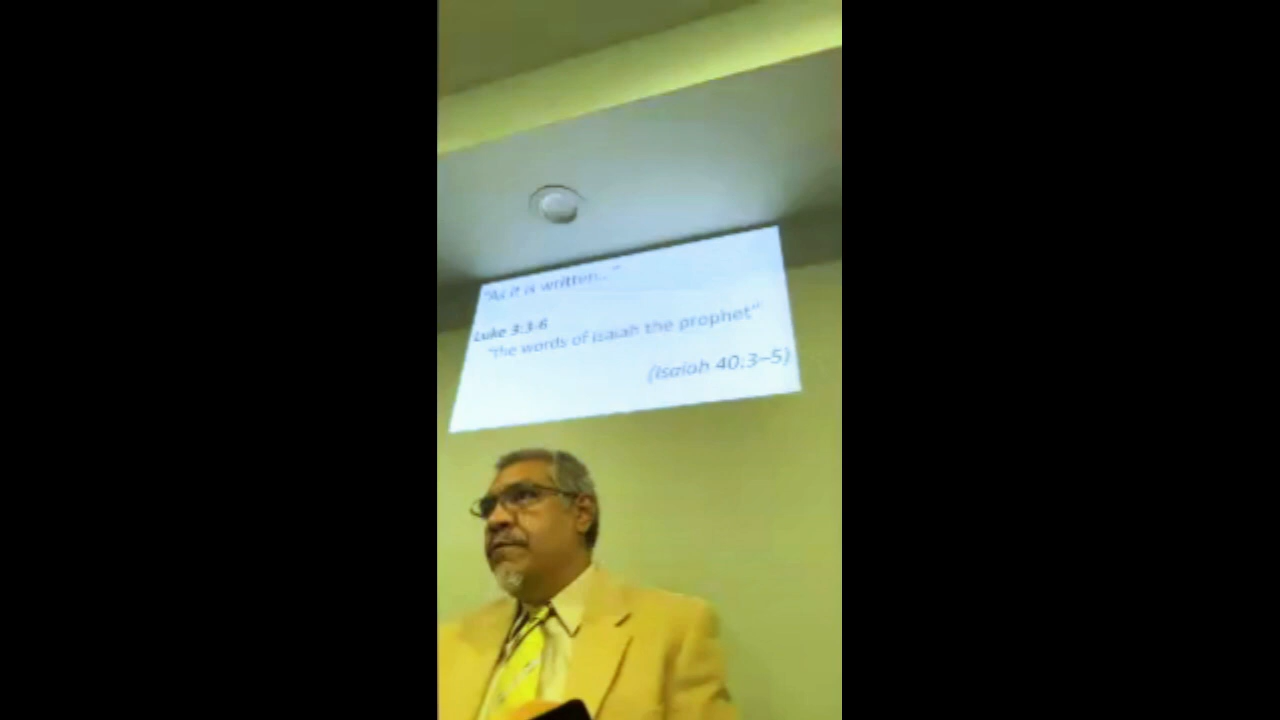 "As it is written..."
Luke 3:3-6
"The words of Isaiah the prophet"
(Isaiah 40:3–5)